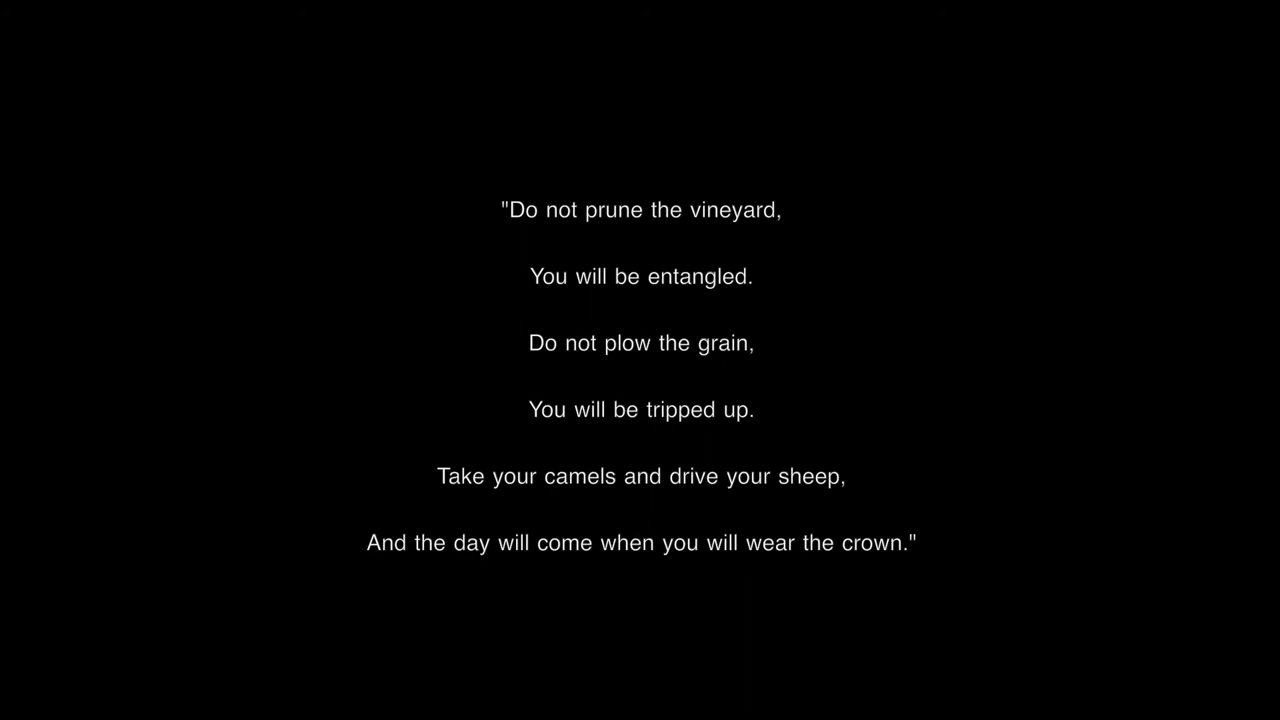 "Do not prune the vineyard,
You will be entangled.
Do not plow the grain,
You will be tripped up.
Take your camels and drive your sheep,
And the day will come when you will wear the crown."